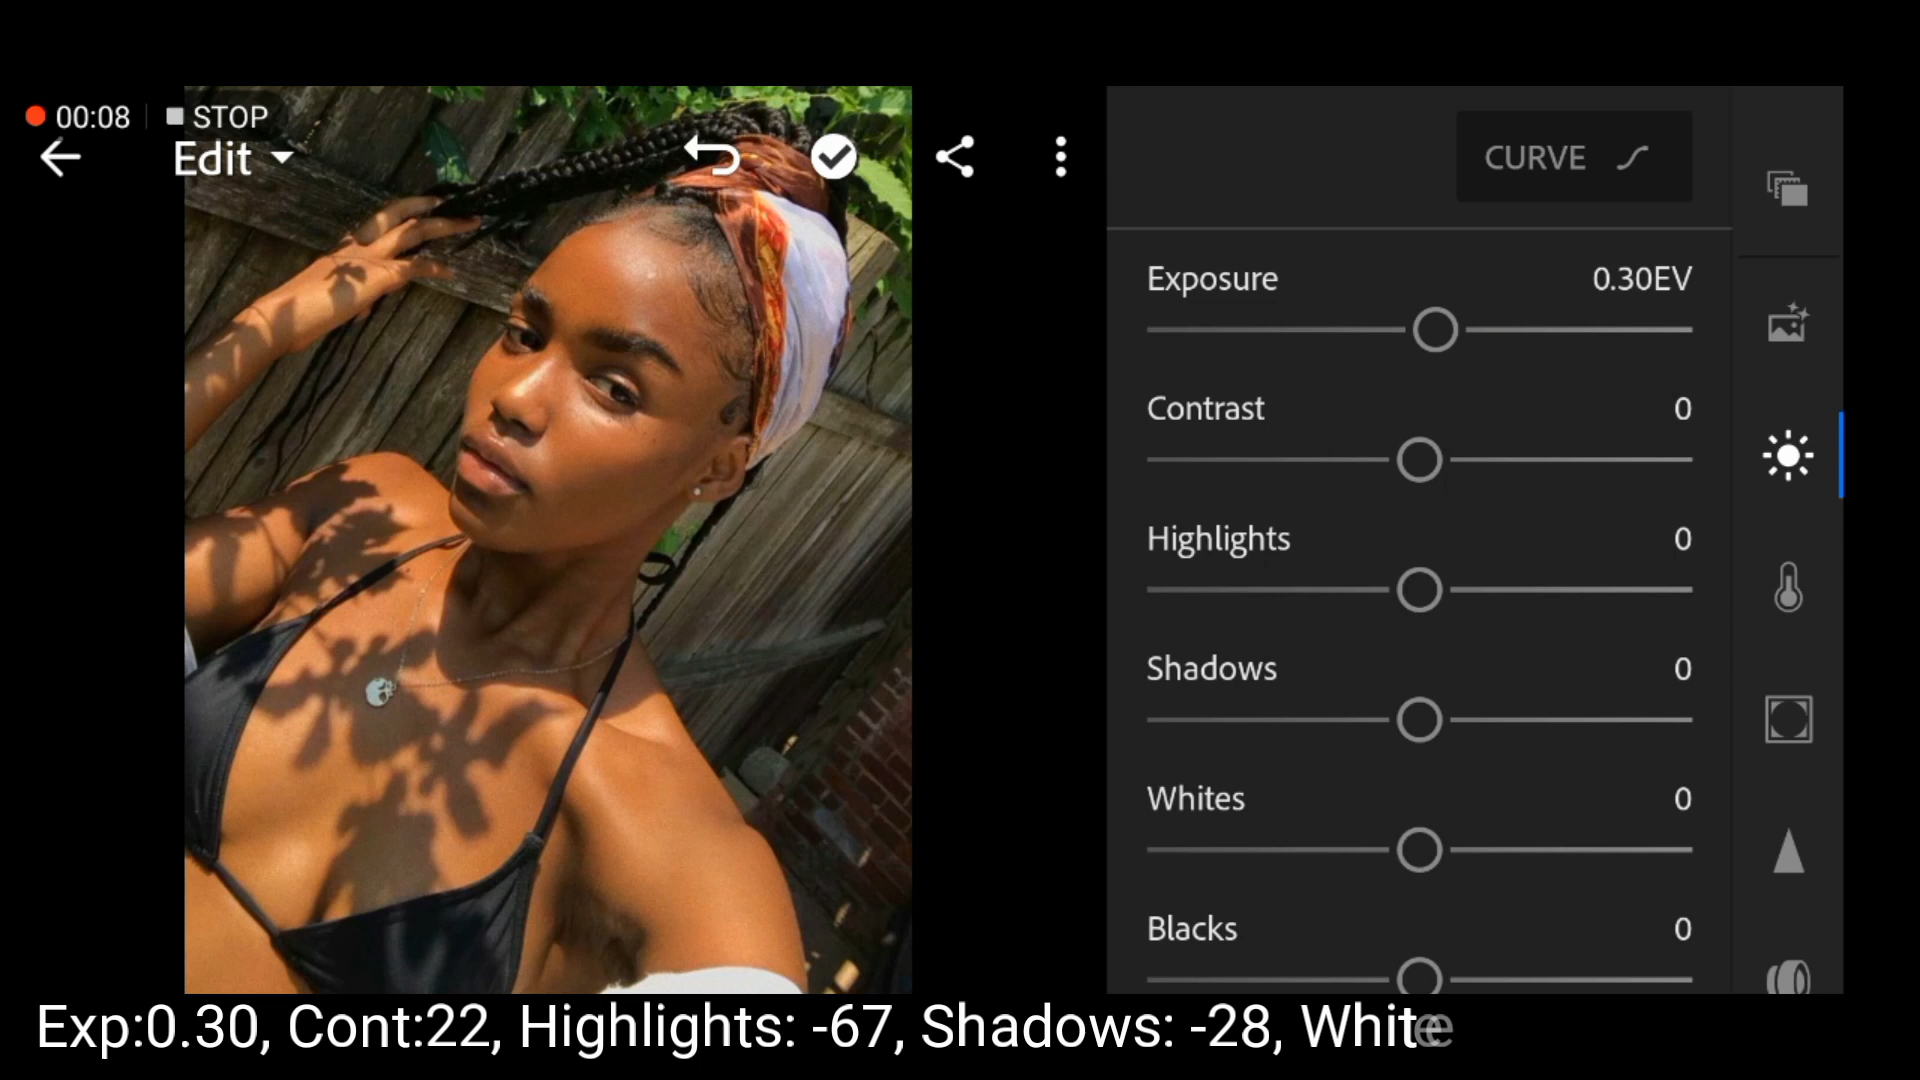 00:08 STOP
Edit
CURVE
Exposure 0.30EV
Contrast 0
Highlights 0
Shadows 0
Whites 0
Blacks 0
Exp:0.30, Cont:22, Highlights: -67, Shadows: -28, White